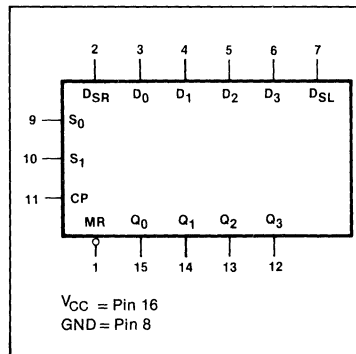 2 3 4 5 6 7
DSR D0 D1 D2 D3 DSL
9 S0
10 S1
11 CP
MR Q0 Q1 Q2 Q3
1 15 14 13 12
VCC = Pin 16
GND = Pin 8